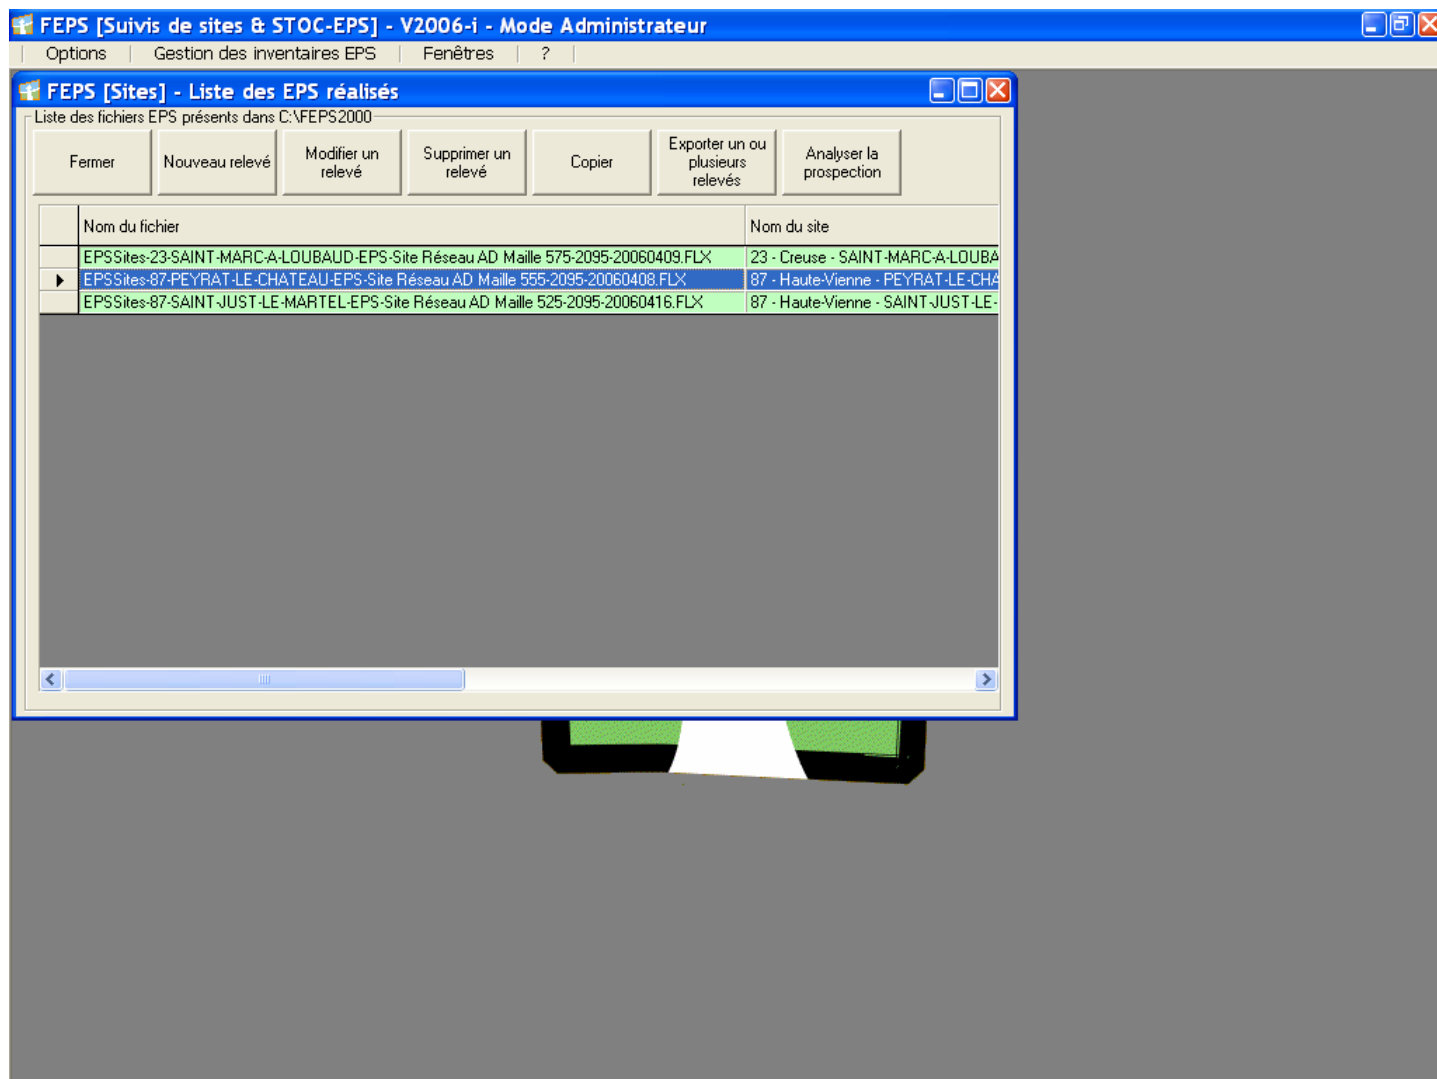 FEPS [Suivis de sites & STOC-EPS] - V2006-i - Mode Administrateur
Options | Gestion des inventaires EPS | Fenêtres | ? |
FEPS [Sites] - Liste des EPS réalisés
Liste des fichiers EPS présents dans C:\FEPS2000
Fermer
Nouveau relevé
Modifier un
relevé
Supprimer un
relevé
Copier
Exporter un ou
plusieurs
relevés
Analyser la
prospection
Nom du fichier
Nom du site
EPSSites-23-SAINT-MARC-A-LOUBAUD-EPS-Site Réseau AD Maille 575-2095-20060409.FLX
23 - Creuse - SAINT-MARC-A-LOUBA
EPSSites-87-PEYRAT-LE-CHATEAU-EPS-Site Réseau AD Maille 555-2095-20060408.FLX
87 - Haute-Vienne - PEYRAT-LE-CHA
EPSSites-87-SAINT-JUST-LE-MARTEL-EPS-Site Réseau AD Maille 525-2095-20060416.FLX
87 - Haute-Vienne - SAINT-JUST-LE-